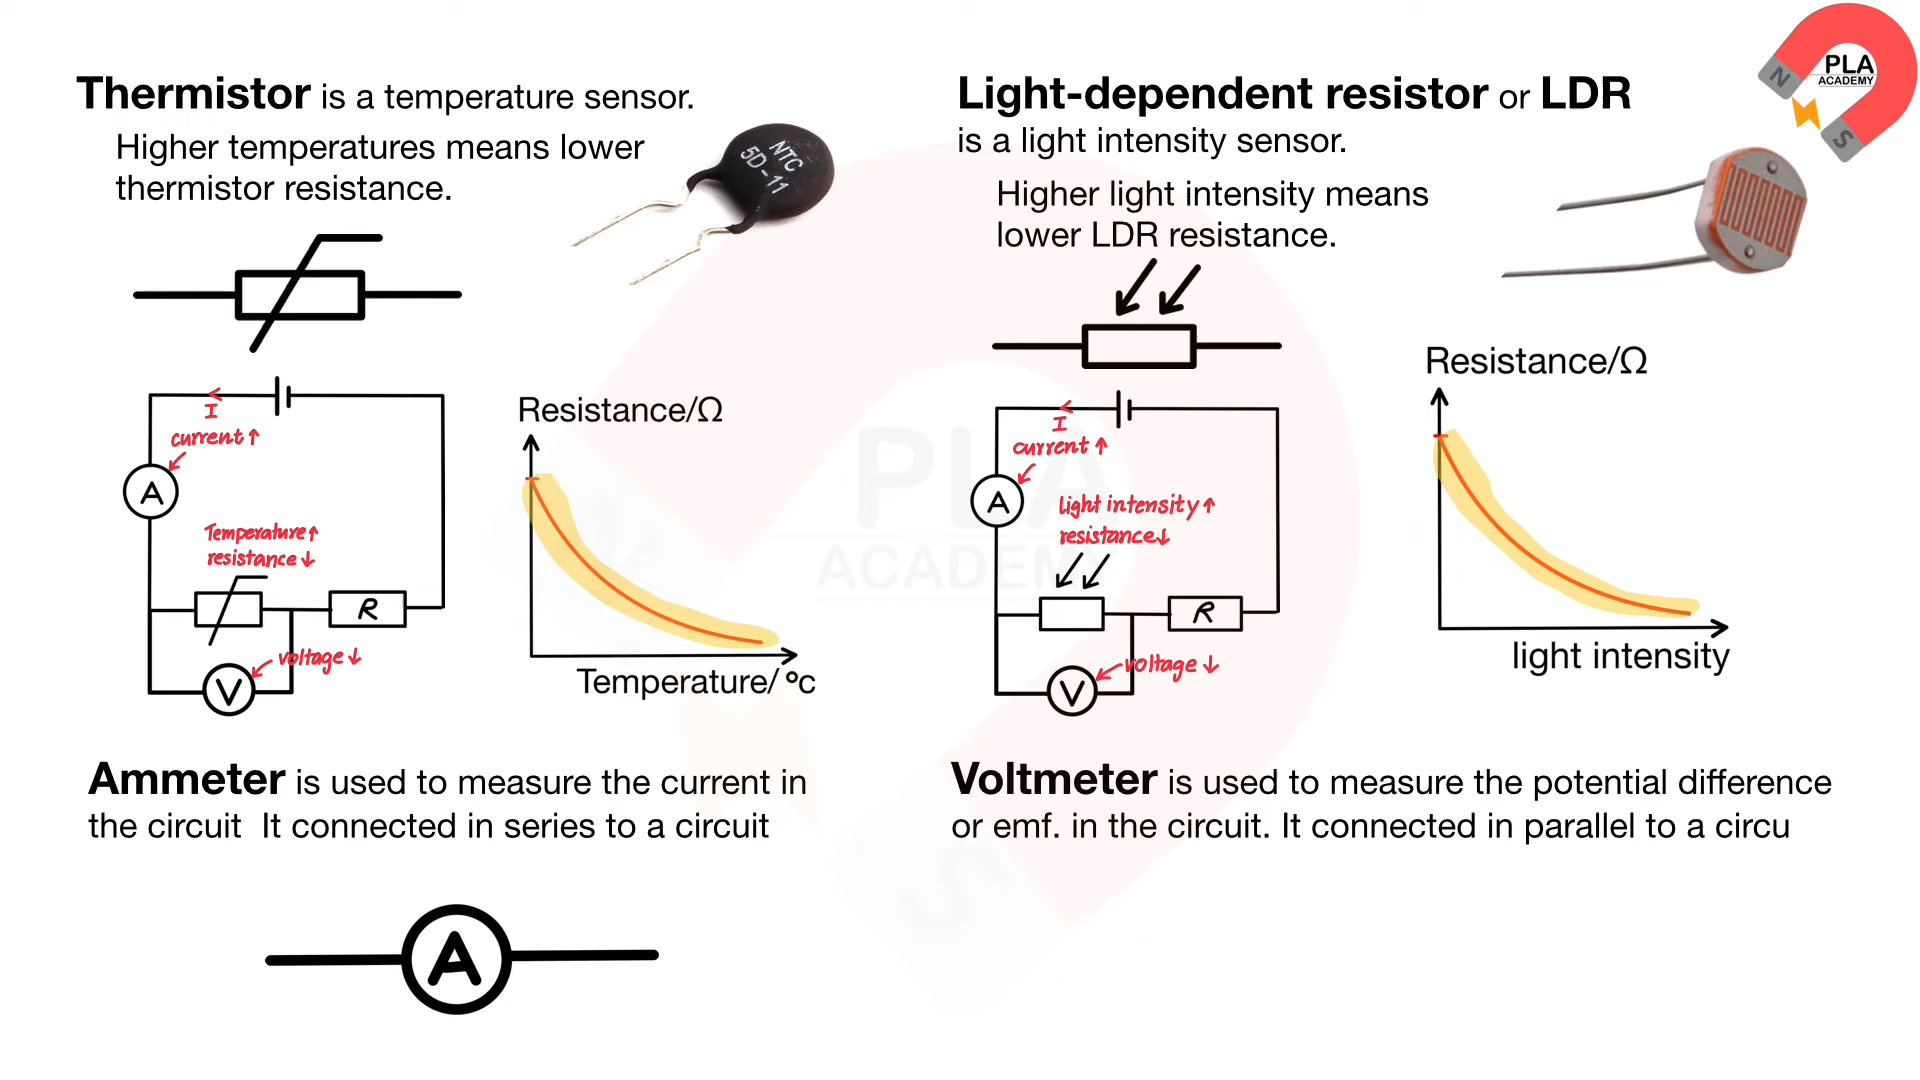 Thermistor is a temperature sensor.
Higher temperatures means lower
thermistor resistance.
NTC
5D-11
I
current ↑
A
Temperature ↑
resistance ↓
R
voltage ↓
V
Resistance/Ω
Temperature/ °c
Light-dependent resistor or LDR
is a light intensity sensor.
Higher light intensity means
lower LDR resistance.
PLA
ACADEMY
N
S
I
current ↑
A
Light intensity ↑
resistance ↓
R
voltage ↓
V
Resistance/Ω
light intensity
PLA
ACADEMY
S
Ammeter is used to measure the current in
the circuit It connected in series to a circuit
A
Voltmeter is used to measure the potential difference
or emf. in the circuit. It connected in parallel to a circu